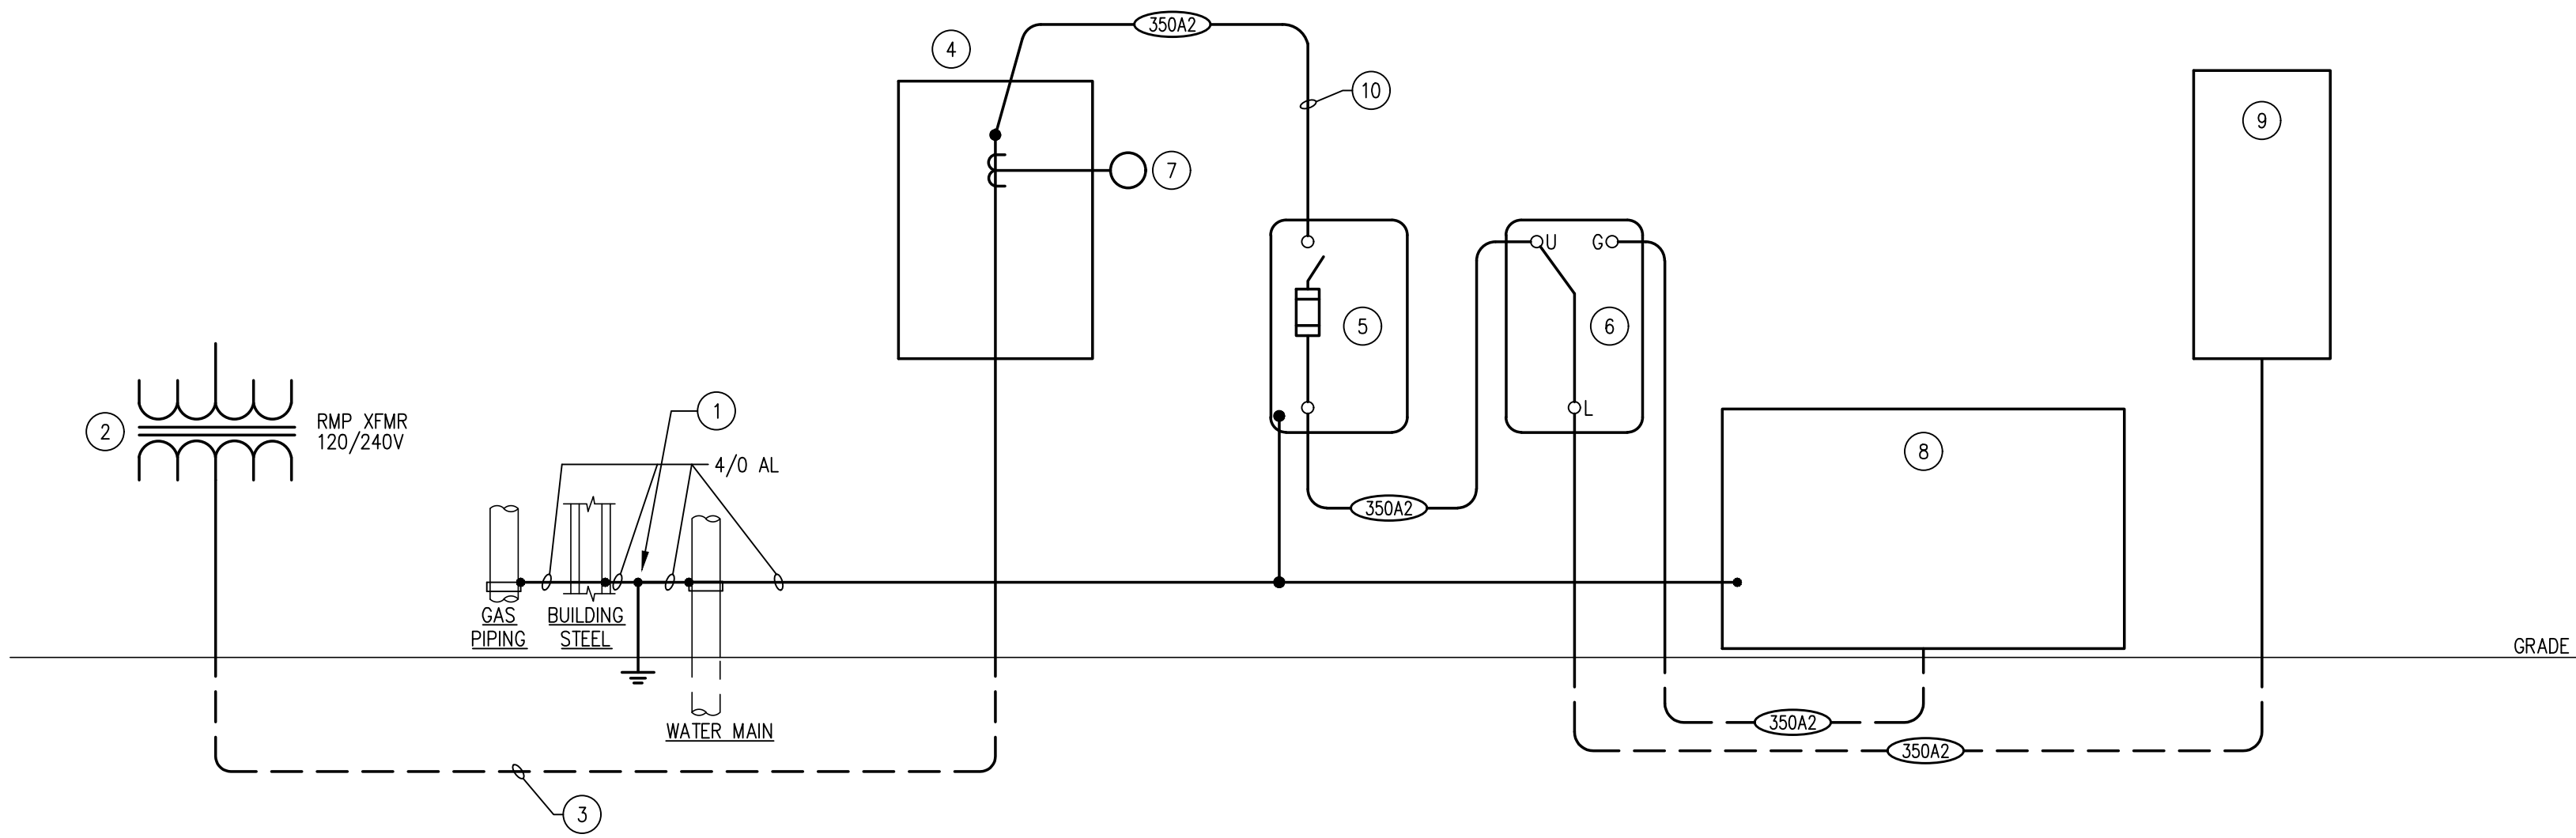 350A2
4
10
9
7
U
G
5
6
1
2
RMP XFMR
120/240V
L
8
4/0 AL
350A2
GAS
PIPING
BUILDING
STEEL
GRADE
350A2
WATER MAIN
350A2
3